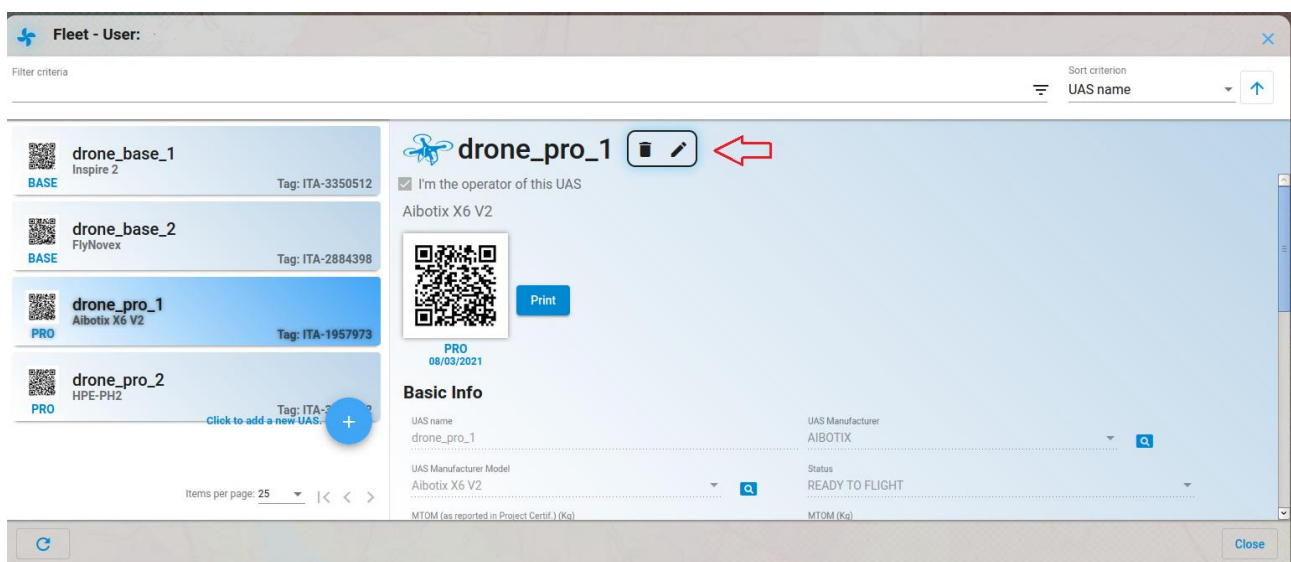 Fleet - User:
Filter criteria
Sort criterion
UAS name
drone_base_1
Inspire 2
BASE
Tag: ITA-3350512
drone_base_2
FlyNovex
BASE
Tag: ITA-2884398
drone_pro_1
Aibotix X6 V2
PRO
Tag: ITA-1957973
drone_pro_2
HPE-PH2
PRO
Tag:
Click to add a new UAS.
Items per page: 25
drone_pro_1
I'm the operator of this UAS
Aibotix X6 V2
Print
PRO
08/03/2021
Basic Info
UAS name
drone_pro_1
UAS Manufacturer
AIBOTIX
UAS Manufacturer Model
Aibotix X6 V2
Status
READY TO FLIGHT
MTOM (as reported in Project Certif.) (Kg)
MTOM (Kg)
Close